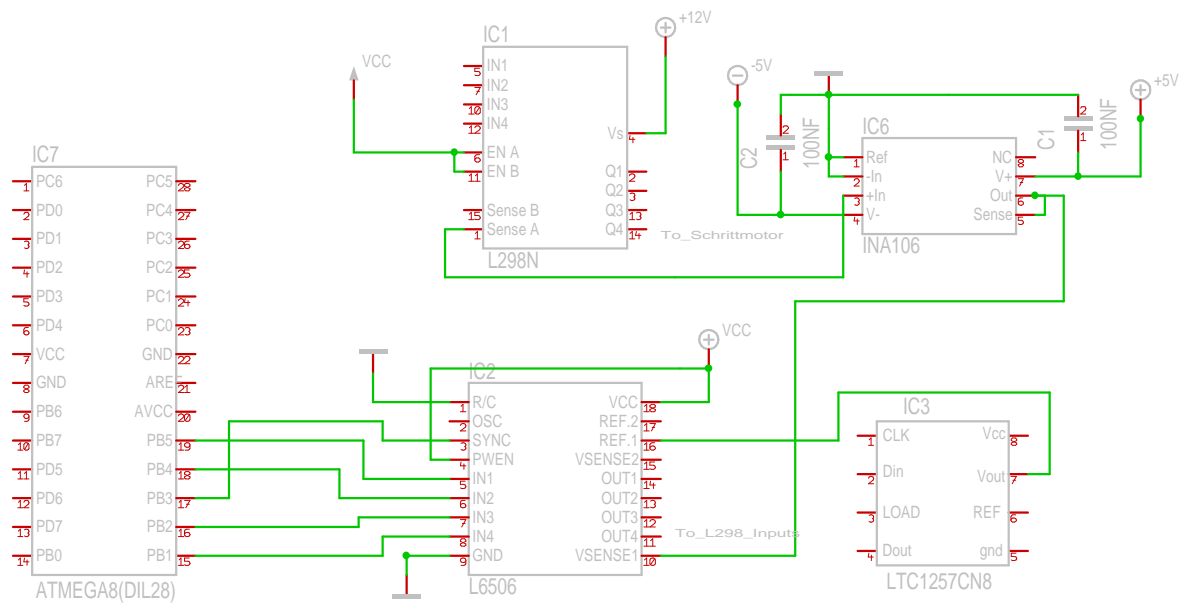 +12V
IC1
VCC
IN1
5
IN2
7
IN3
10
IN4
12
EN A
6
EN B
11
Sense B
15
Sense A
1
Vs
4
Q1
2
Q2
3
Q3
13
Q4
14
L298N
To_Schrittmotor
-5V
+5V
C2
2
1
100NF
C1
2
1
100NF
IC6
Ref
1
-In
2
+In
3
V-
4
NC
8
V+
7
Out
6
Sense
5
INA106
IC7
PC6
1
PD0
2
PD1
3
PD2
4
PD3
5
PD4
6
VCC
7
GND
8
PB6
9
PB7
10
PD5
11
PD6
12
PD7
13
PB0
14
PC5
28
PC4
27
PC3
26
PC2
25
PC1
24
PC0
23
GND
22
AREF
21
AVCC
20
PB5
19
PB4
18
PB3
17
PB2
16
PB1
15
ATMEGA8(DIL28)
VCC
IC2
R/C
1
OSC
2
SYNC
3
PWEN
4
IN1
5
IN2
6
IN3
7
IN4
8
GND
9
VCC
18
REF.2
17
REF.1
16
VSENSE2
15
OUT1
14
OUT2
13
OUT3
12
OUT4
11
VSENSE1
10
L6506
To_L298_Inputs
IC3
CLK
1
Din
2
LOAD
3
Dout
4
Vcc
8
Vout
7
REF
6
gnd
5
LTC1257CN8